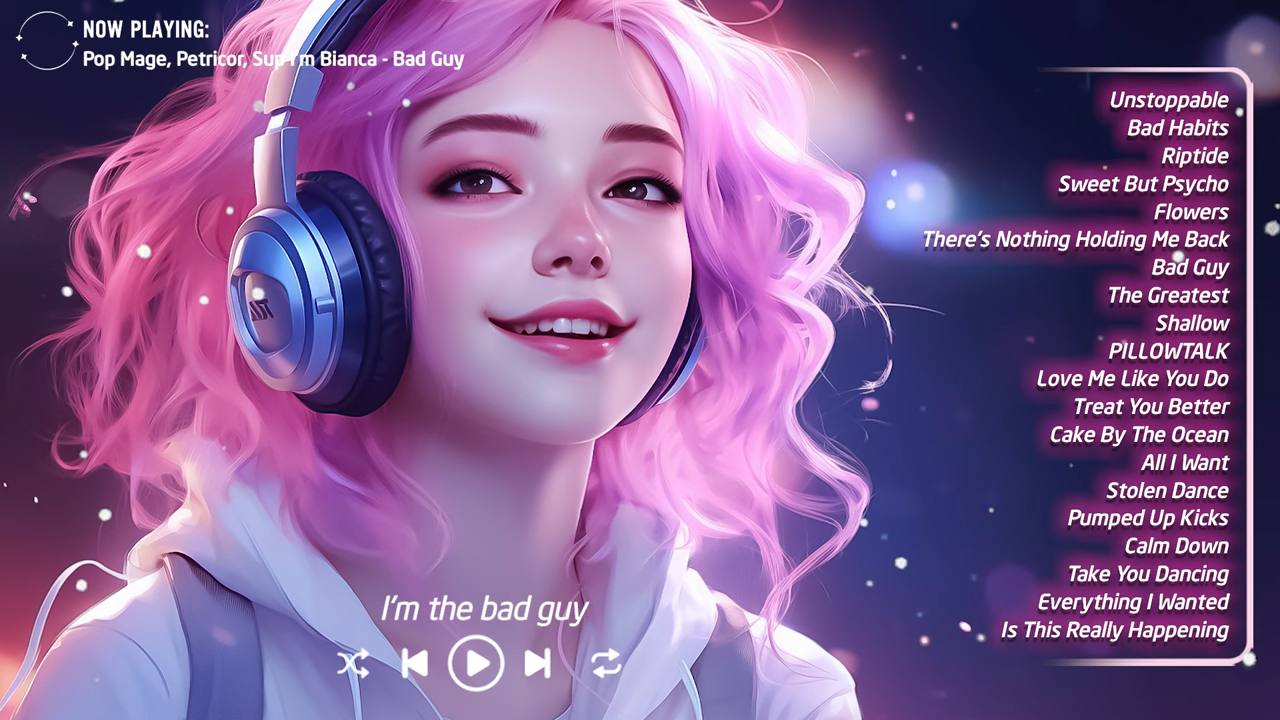 NOW PLAYING:
Pop Mage, Petricor, Sup I'm Bianca - Bad Guy
Unstoppable
Bad Habits
Riptide
Sweet But Psycho
Flowers
There's Nothing Holding Me Back
Bad Guy
The Greatest
Shallow
PILLOWTALK
Love Me Like You Do
Treat You Better
Cake By The Ocean
All I Want
Stolen Dance
Pumped Up Kicks
Calm Down
Take You Dancing
Everything I Wanted
Is This Really Happening
I'm the bad guy